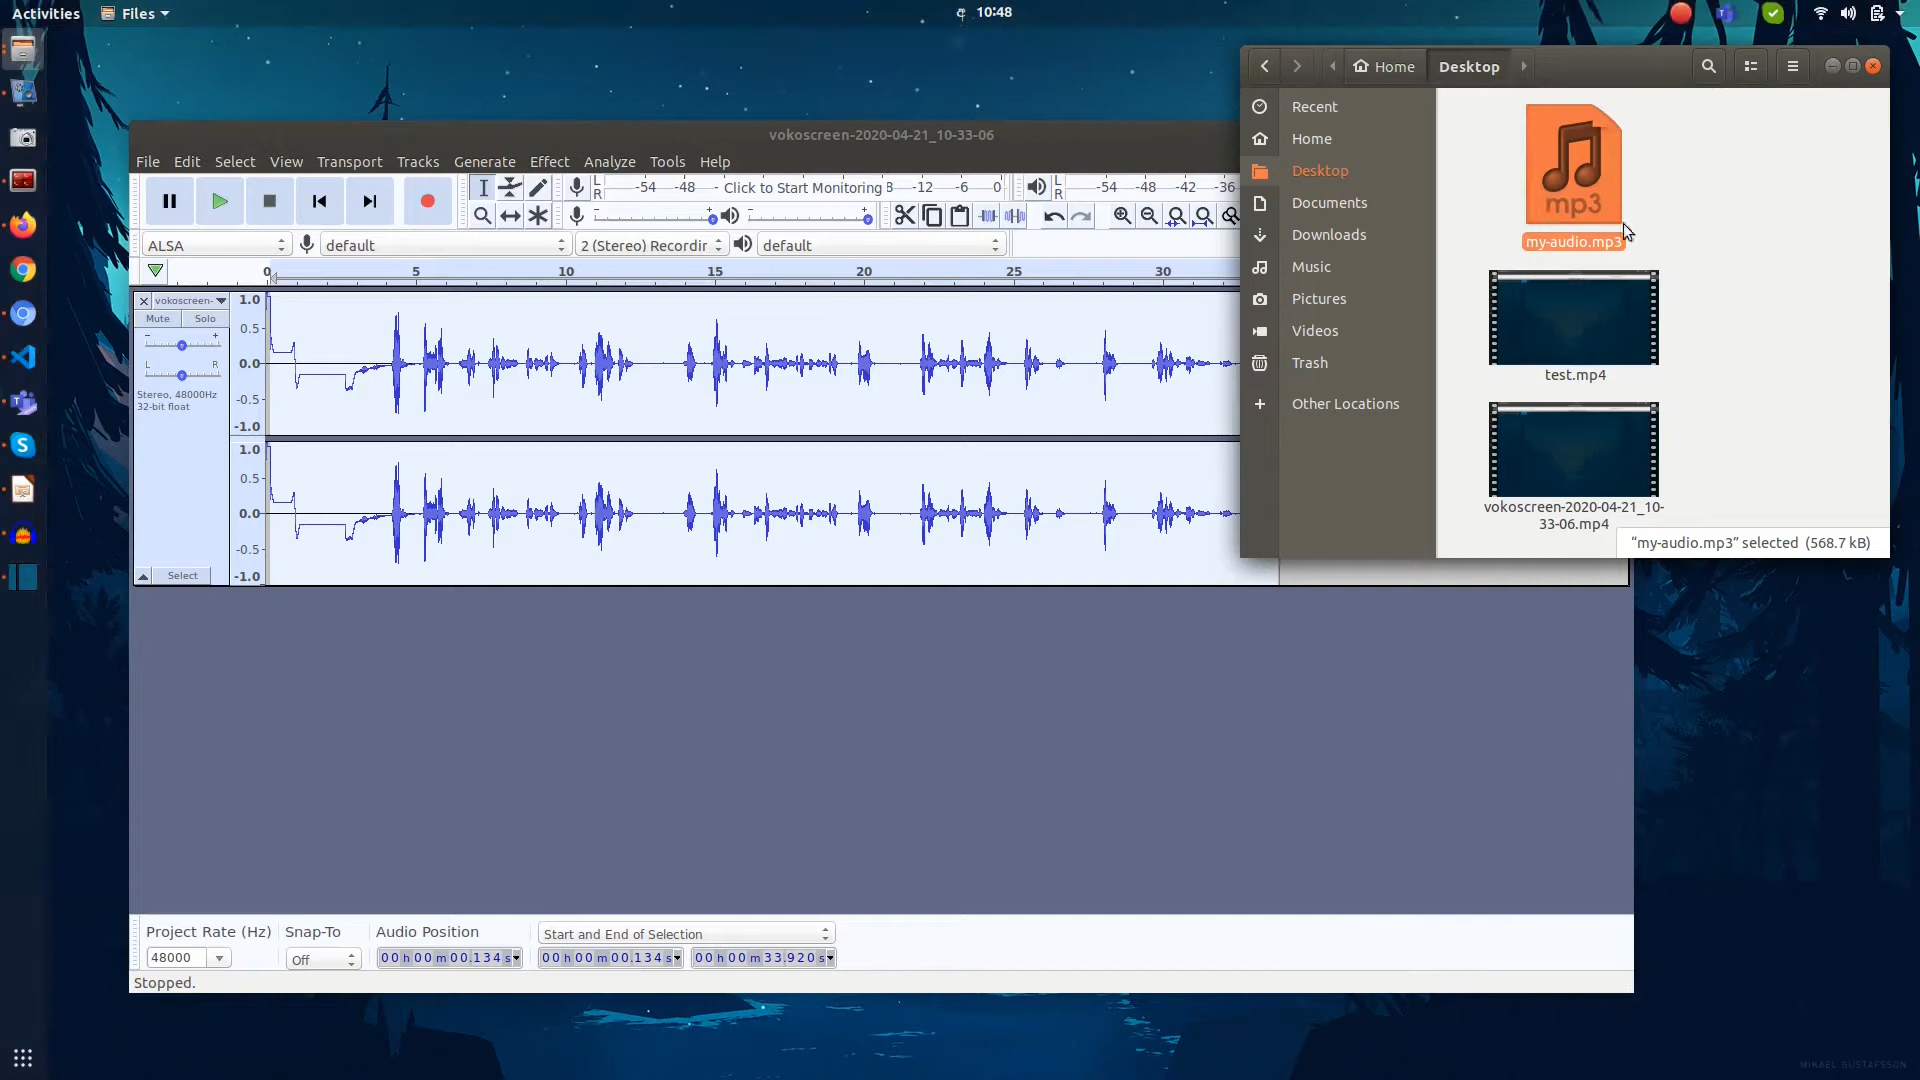 Activities Files 10:48
Home Desktop
Recent
Home
Desktop
Documents
Downloads
Music
Pictures
Videos
Trash
Other Locations
mp3
my-audio.mp3
test.mp4
vokoscreen-2020-04-21_10-
33-06.mp4
“my-audio.mp3” selected (568.7 kB)
vokoscreen-2020-04-21_10-33-06
File Edit Select View Transport Tracks Generate Effect Analyze Tools Help
L
R
-54 -48 - Click to Start Monitoring 8 -12 -6 0
L
R
-54 -48 -42 -36
ALSA default 2 (Stereo) Recordir default
0 5 10 15 20 25 30
vokoscreen-
Mute Solo
- +
L R
Stereo, 48000Hz
32-bit float
Select
1.0
0.5
0.0
-0.5
-1.0
1.0
0.5
0.0
-0.5
-1.0
Project Rate (Hz) Snap-To Audio Position Start and End of Selection
48000 Off 00 h 00 m 00.134 s 00 h 00 m 00.134 s 00 h 00 m 33.920 s
Stopped.
MIKAEL GUSTAFSSON